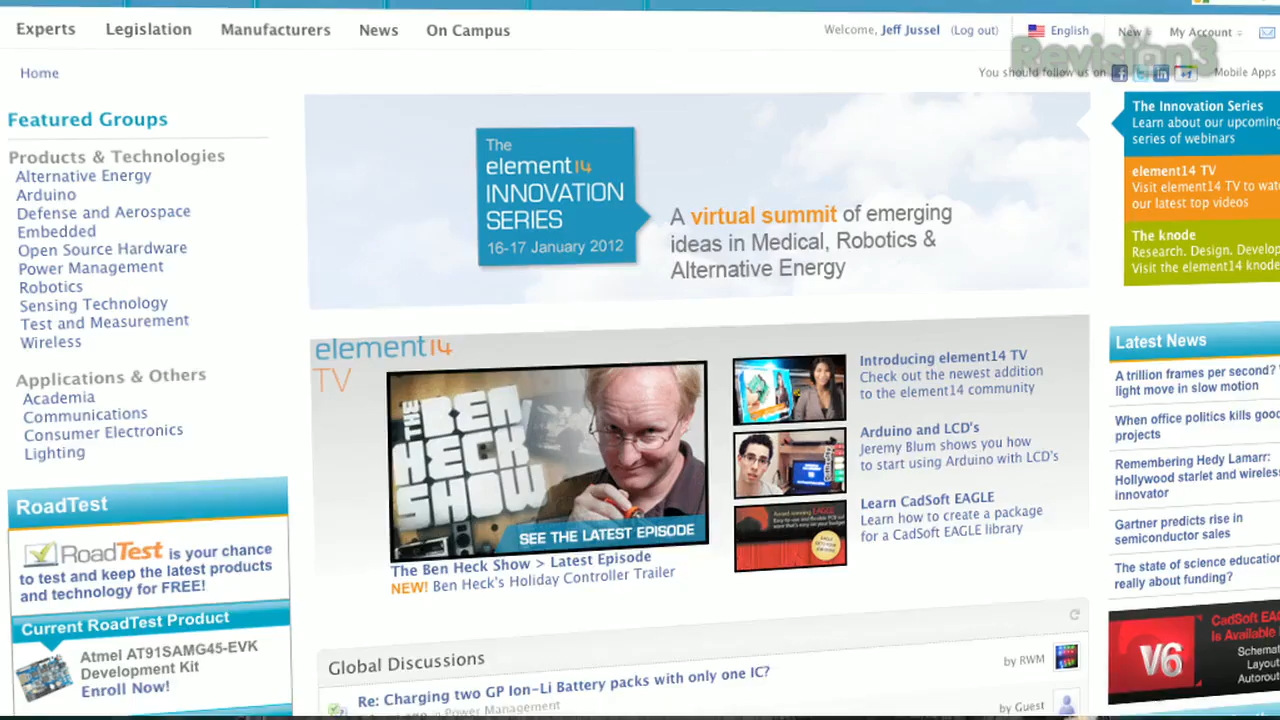 Experts Legislation Manufacturers News On Campus
Welcome, Jeff Jussel (Log out) English New My Account
Revision3
Home
You should follow us on Mobile Apps
Featured Groups
Products & Technologies
Alternative Energy
Arduino
Defense and Aerospace
Embedded
Open Source Hardware
Power Management
Robotics
Sensing Technology
Test and Measurement
Wireless
Applications & Others
Academia
Communications
Consumer Electronics
Lighting
RoadTest
RoadTest is your chance
to test and keep the latest products
and technology for FREE!
Current RoadTest Product
Atmel AT91SAMG45-EVK
Development Kit
Enroll Now!
The
element14
INNOVATION
SERIES
16-17 January 2012
A virtual summit of emerging
ideas in Medical, Robotics &
Alternative Energy
The Innovation Series
Learn about our upcoming
series of webinars
element14 TV
Visit element14 TV to watc
our latest top videos
The knode
Research, Design, Develop
Visit the element14 knode
element14
TV
THE
BEN
HECK
SHOW
SEE THE LATEST EPISODE
The Ben Heck Show > Latest Episode
NEW! Ben Heck's Holiday Controller Trailer
Introducing element14 TV
Check out the newest addition
to the element14 community
Arduino and LCD's
Jeremy Blum shows you how
to start using Arduino with LCD's
EAGLE
Learn CadSoft EAGLE
Learn how to create a package
for a CadSoft EAGLE library
Latest News
A trillion frames per second?
light move in slow motion
When office politics kills good
projects
Remembering Hedy Lamarr:
Hollywood starlet and wireless
innovator
Gartner predicts rise in
semiconductor sales
The state of science education
really about funding?
V6
CadSoft EAG
is Available
Schemat
Layou
Autorout
Global Discussions
Re: Charging two GP Ion-Li Battery packs with only one IC?
by RWM
in Power Management
by Guest